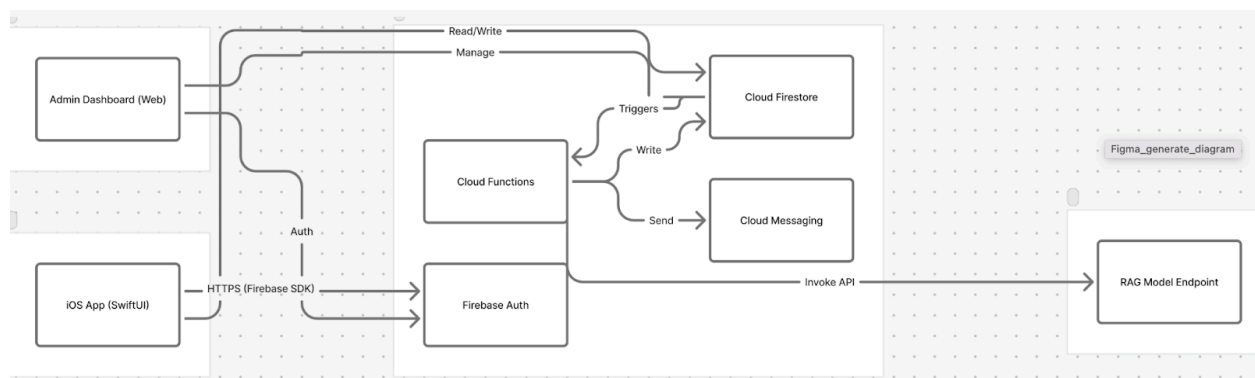 Read/Write
Manage
Admin Dashboard (Web)
Cloud Firestore
Triggers
Figma_generate_diagram
Write
Cloud Functions
Send
Cloud Messaging
Auth
HTTPS (Firebase SDK)
Invoke API
RAG Model Endpoint
iOS App (SwiftUI)
Firebase Auth